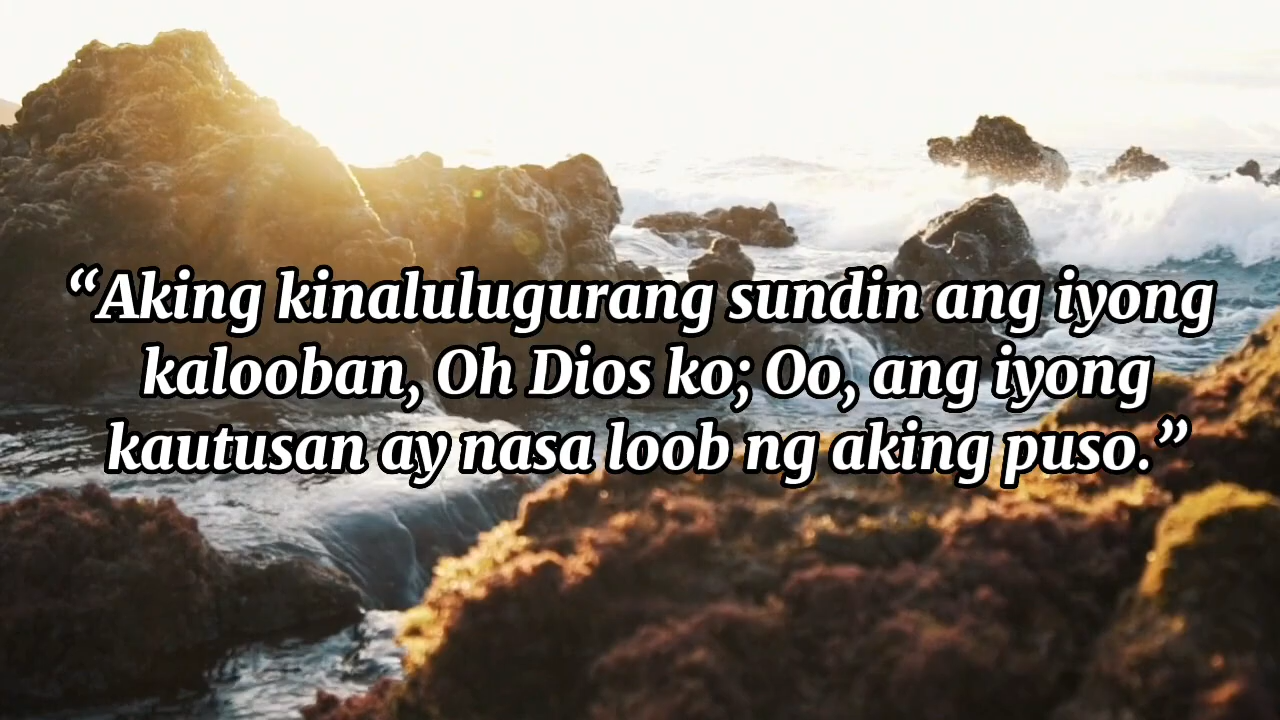 “Aking kinalulugurang sundin ang iyong
kalooban, Oh Dios ko; Oo, ang iyong
kautusan ay nasa loob ng aking puso.”